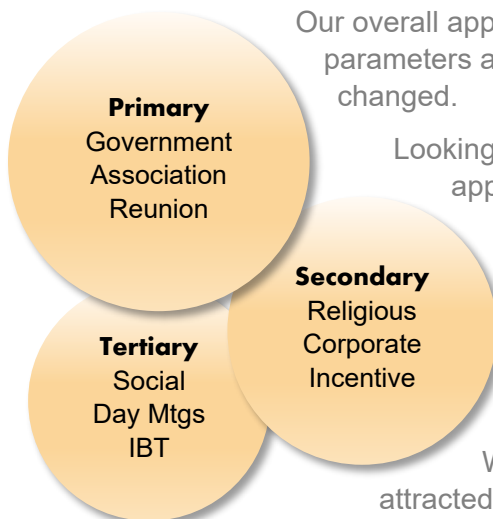 Our overall app
parameters a
changed.
Looking
app
Primary
Government
Association
Reunion
Secondary
Religious
Corporate
Incentive
Tertiary
Social
Day Mtgs
IBT
W
attracted